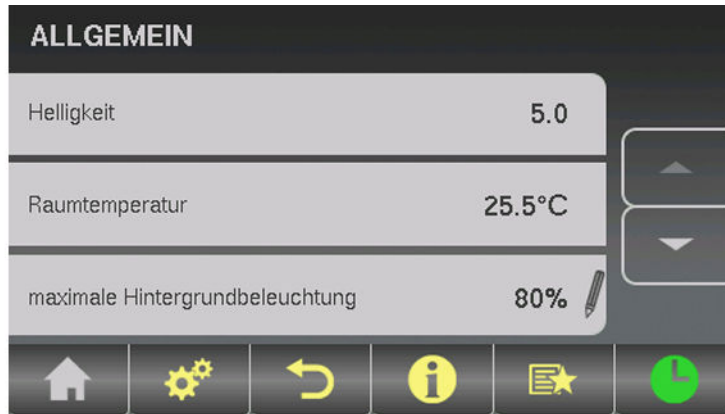 ALLGEMEIN
Helligkeit 5.0
Raumtemperatur 25.5°C
maximale Hintergrundbeleuchtung 80%